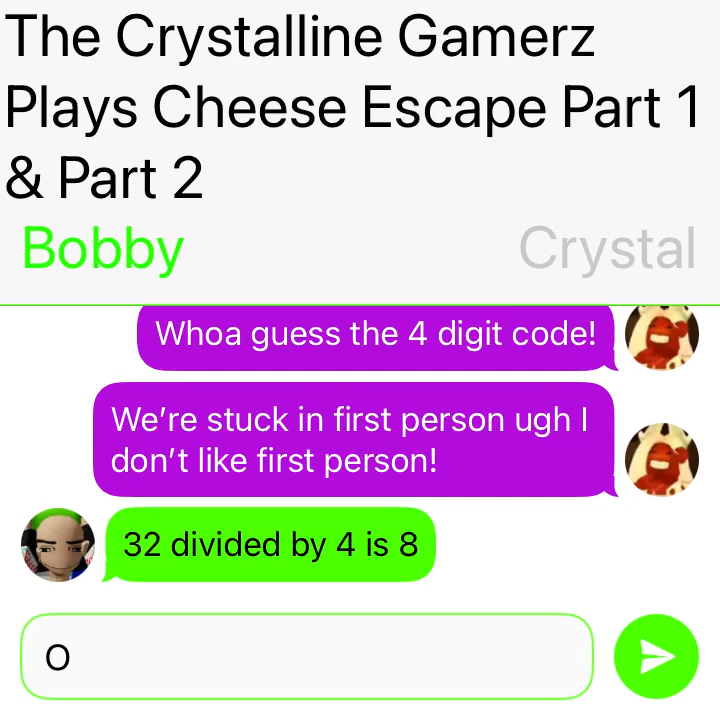 The Crystalline Gamerz
Plays Cheese Escape Part 1
& Part 2
Bobby
Crystal
Whoa guess the 4 digit code!
We’re stuck in first person ugh I
don’t like first person!
32 divided by 4 is 8
O